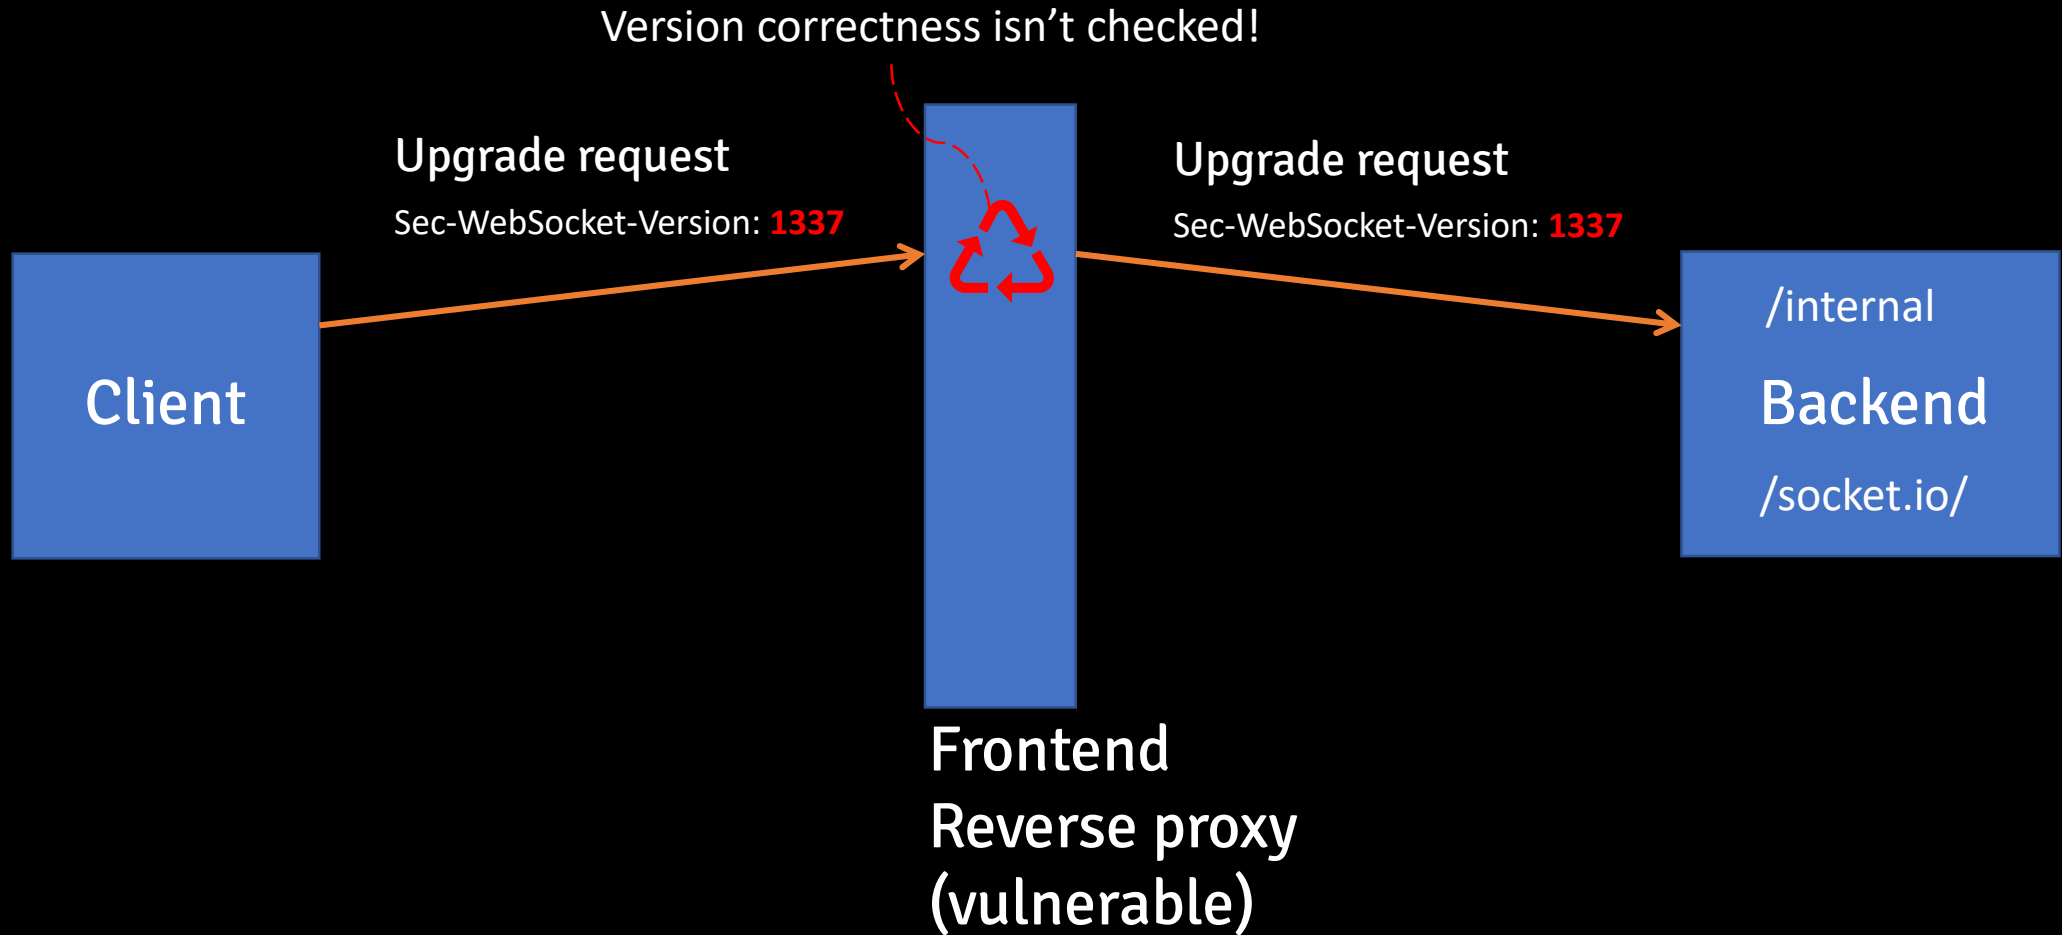 Version correctness isn't checked!
Upgrade request
Sec-WebSocket-Version: 1337
Upgrade request
Sec-WebSocket-Version: 1337
Client
/internal
Backend
/socket.io/
Frontend
Reverse proxy
(vulnerable)